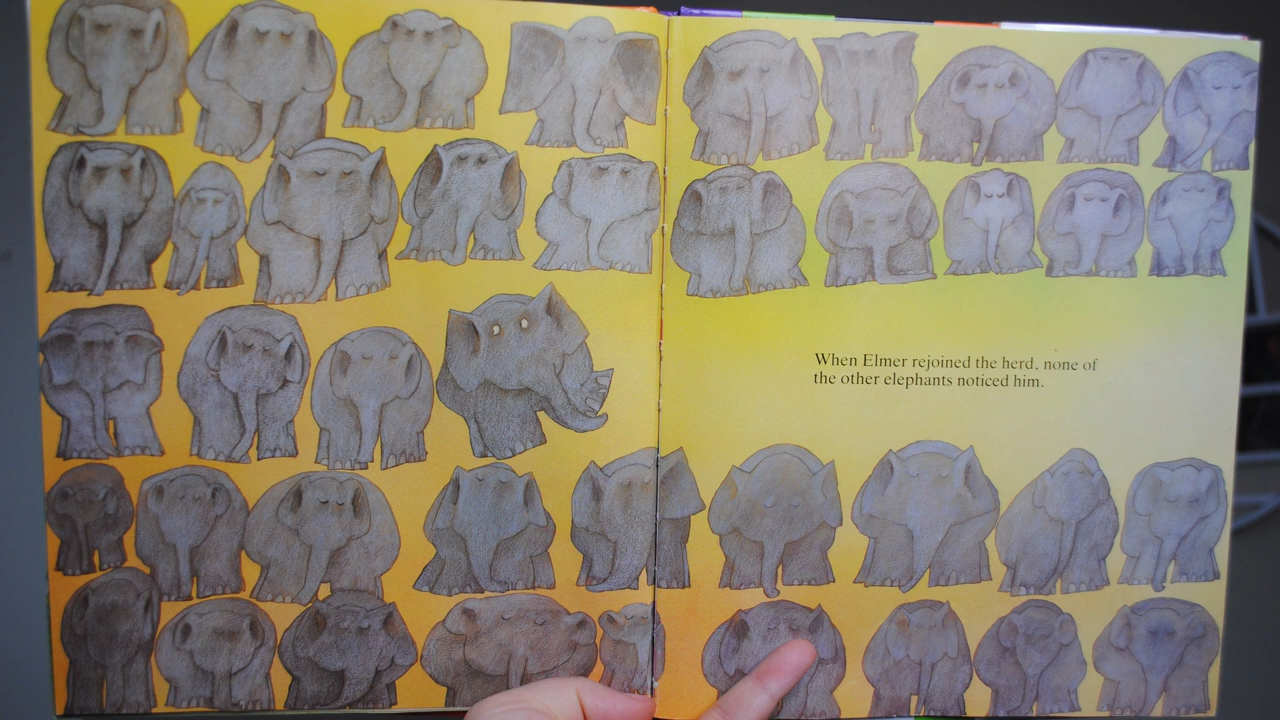 When Elmer rejoined the herd, none of
the other elephants noticed him.